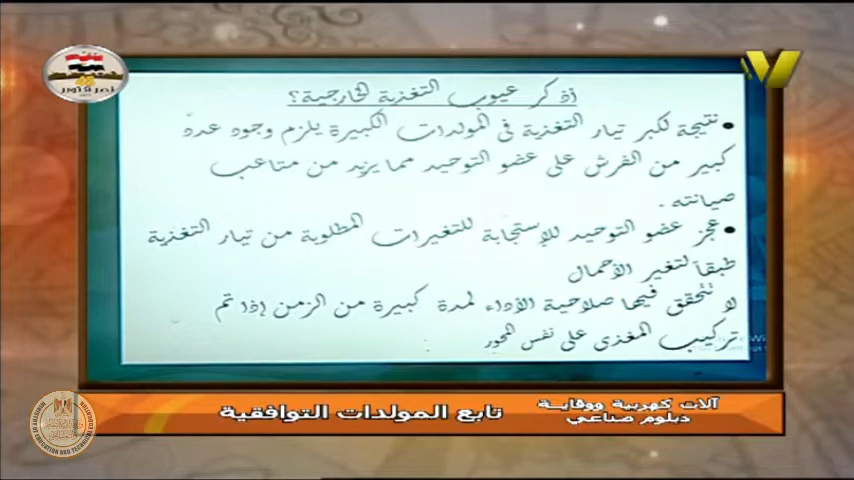 نصر أكتوبر
أذكر عيوب التغذية الخارجية؟
• نتيجة لكبر تيار التغذية فى المولدات الكبيرة يلزم وجود عدد
كبير من الفرش على عضو التوحيد مما يزيد من متاعب
صيانته .
• عجز عضو التوحيد للإستجابة للتغيرات المطلوبة من تيار التغذية
طبقاً لتغير الأحمال
لا تتحقق فيها صلاحية الأداء لمدة كبيرة من الزمن إذا تم
تركيب المغذى على نفس المحور
آلات كهربية ووقاية
دبلوم صناعي
تابع المولدات التوافقية